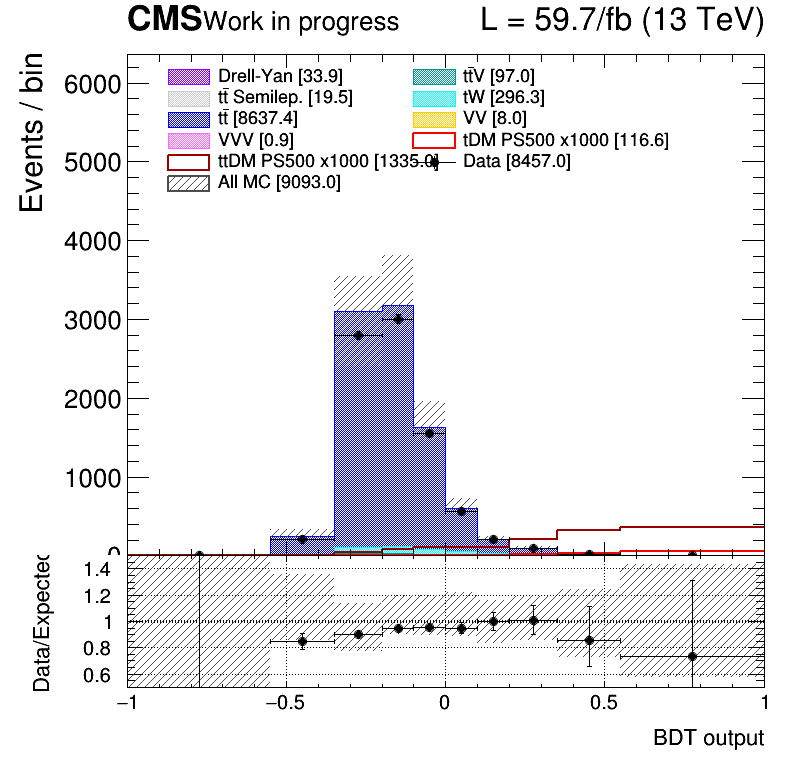 CMS Work in progress L = 59.7/fb (13 TeV)
Events / bin
6000
5000
4000
3000
2000
1000
0
Drell-Yan [33.9] tt̄V [97.0]
tt̄ Semilep. [19.5] tW [296.3]
tt̄ [8637.4] VV [8.0]
VVV [0.9] tDM PS500 x1000 [116.6]
ttDM PS500 x1000 [1335.0] Data [8457.0]
All MC [9093.0]
Data/Expected
1.4
1.2
1
0.8
0.6
−1 −0.5 0 0.5 1
BDT output